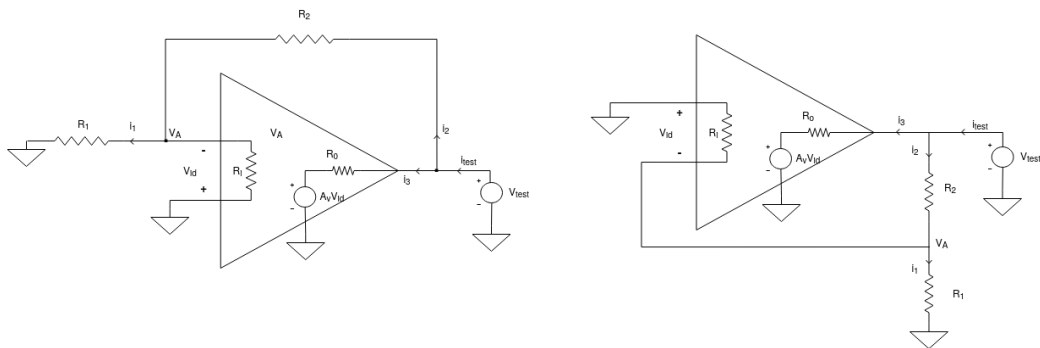 R2
R1
i1
VA
VA
i2
-
VId
+
RI
R0
+
-
AvVId
i3
itest
+
-
Vtest
+
VId
-
RI
R0
+
-
AvVId
i3
itest
i2
+
-
Vtest
R2
VA
i1
R1